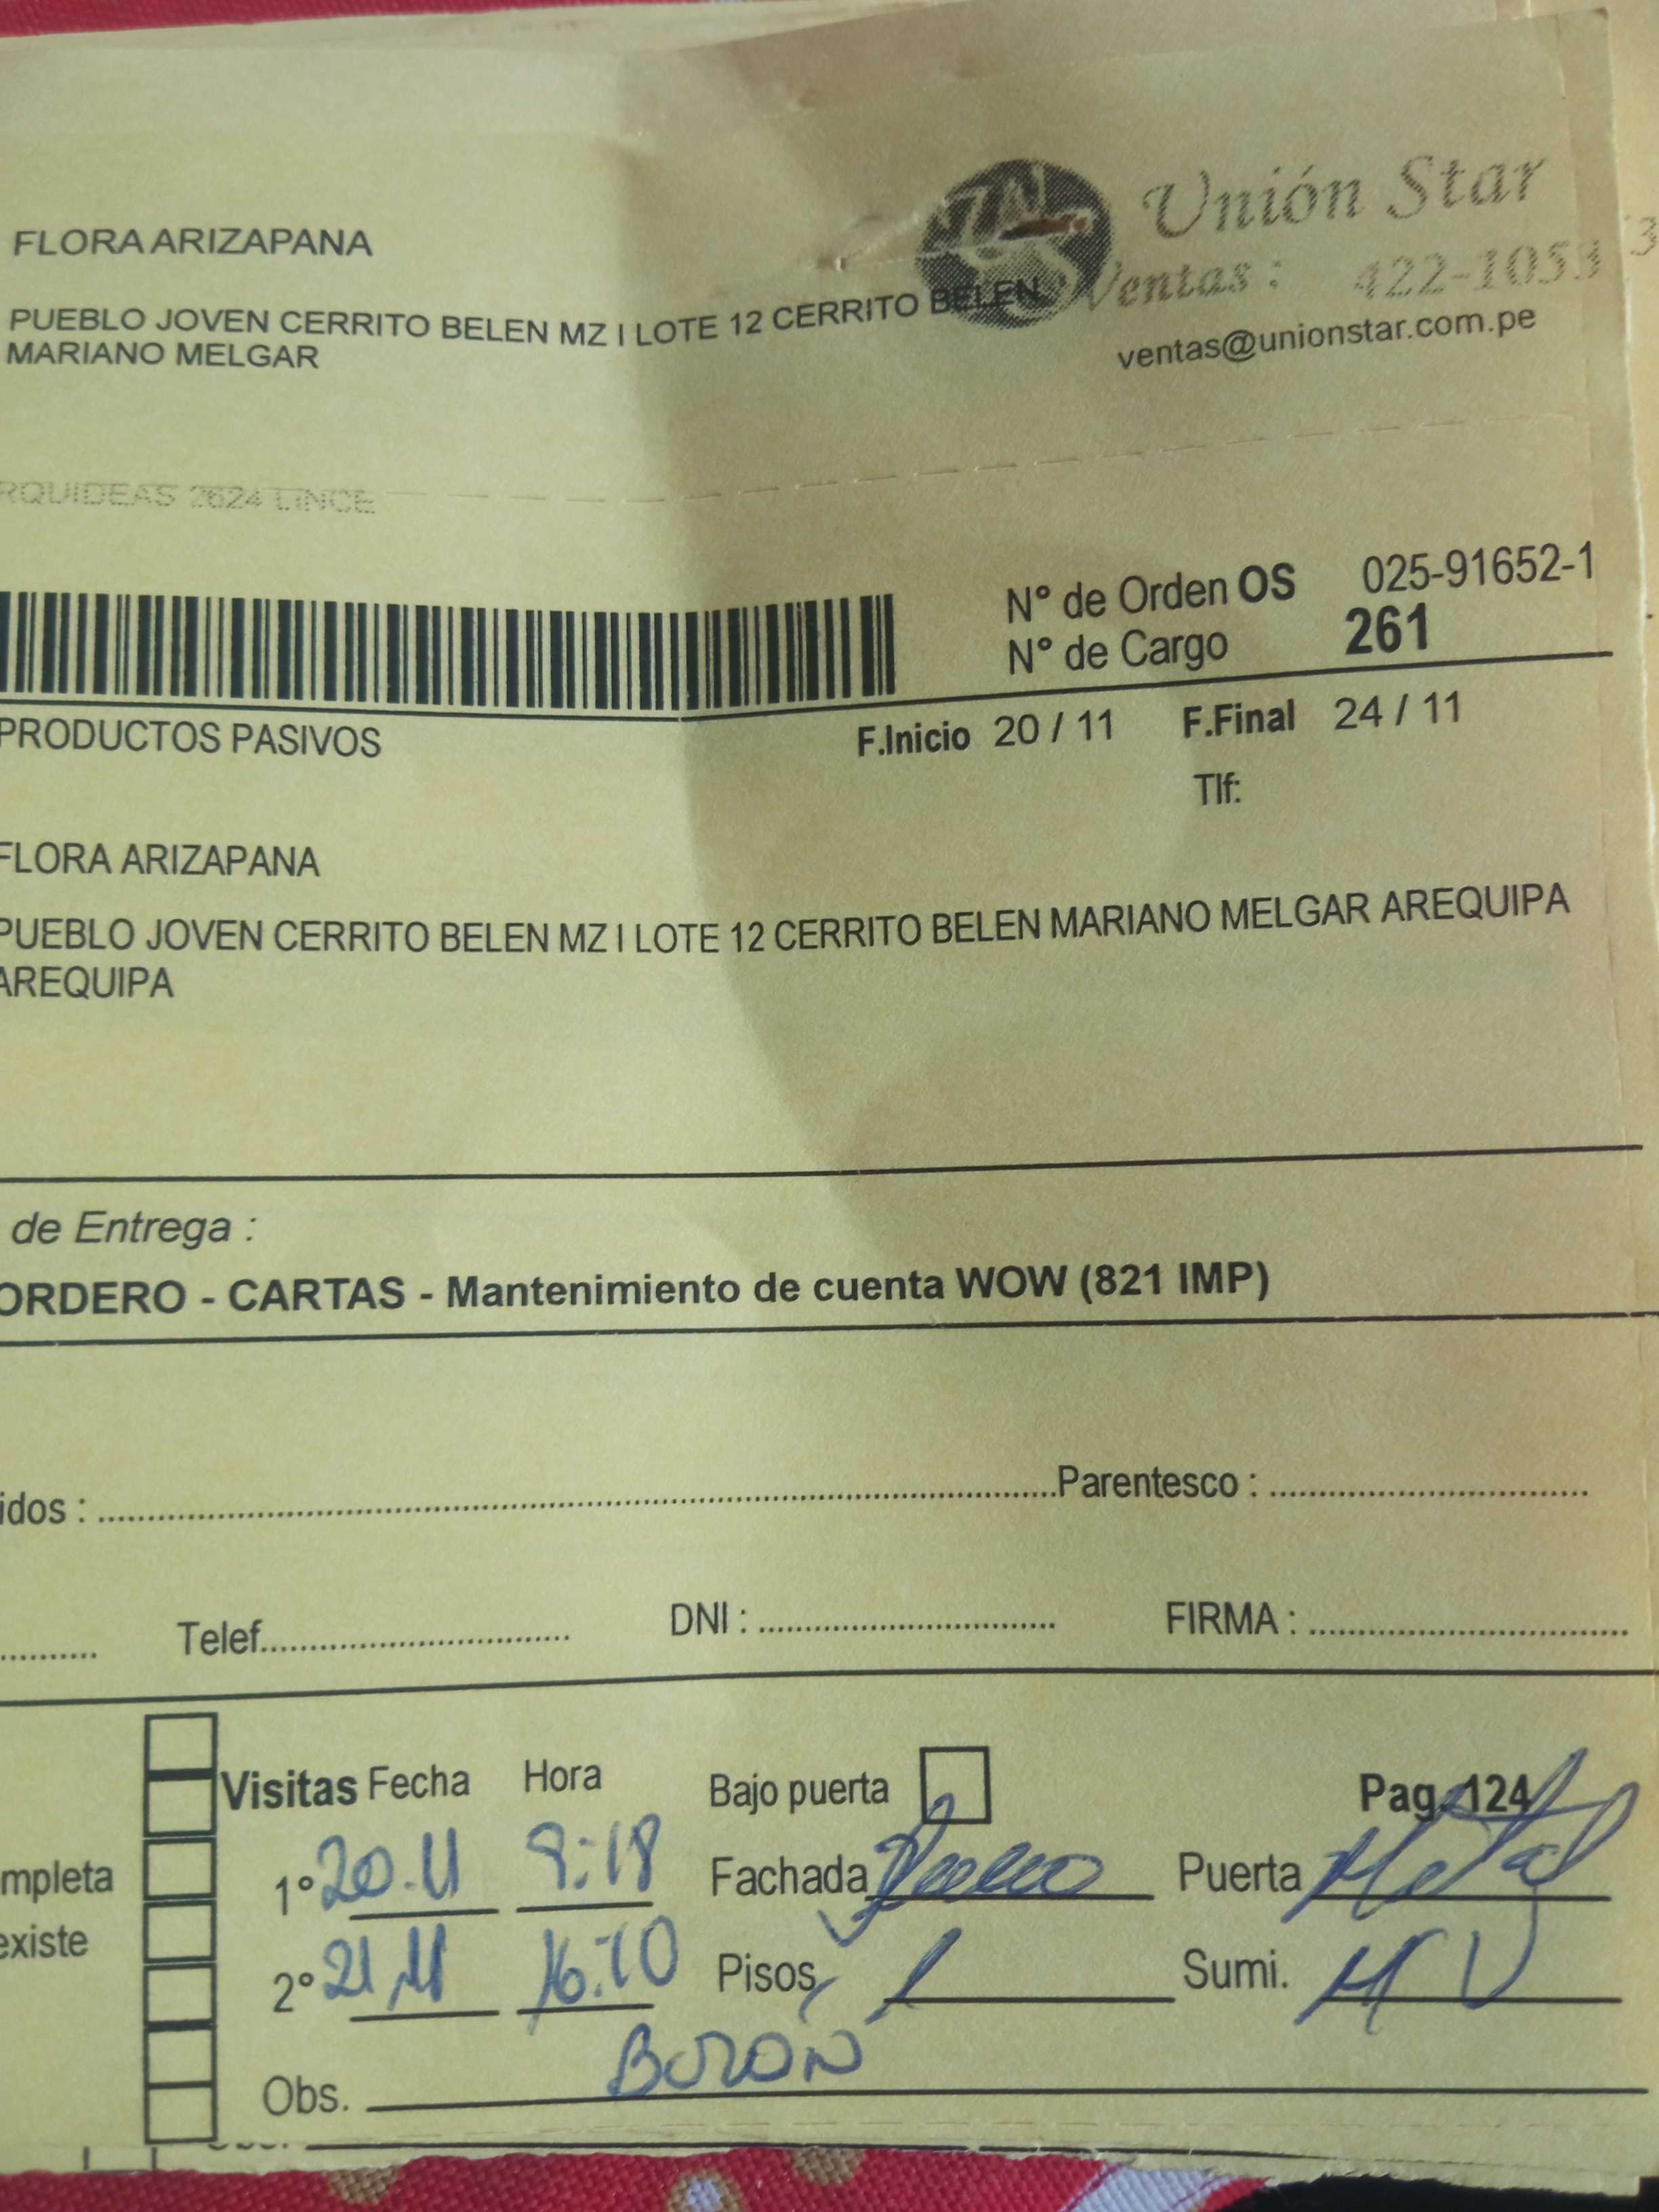 Unión Star
FLORA ARIZAPANA
Ventas : 422-1053
PUEBLO JOVEN CERRITO BELEN MZ I LOTE 12 CERRITO BELEN
MARIANO MELGAR
ventas@unionstar.com.pe
RQUIDEAS 2624 LINCE
N° de Orden OS 025-91652-1
N° de Cargo 261
PRODUCTOS PASIVOS F.Inicio 20 / 11 F.Final 24 / 11
Tlf:
FLORA ARIZAPANA
PUEBLO JOVEN CERRITO BELEN MZ I LOTE 12 CERRITO BELEN MARIANO MELGAR AREQUIPA
AREQUIPA
de Entrega :
ORDERO - CARTAS - Mantenimiento de cuenta WOW (821 IMP)
idos : Parentesco :
Telef. DNI : FIRMA :
Visitas Fecha Hora Bajo puerta Pag. 124
mpleta 1° 20.11 9:18 Fachada Puerta Metal
existe 2° 21.11 16:10 Pisos 1 Sumi.
Obs.